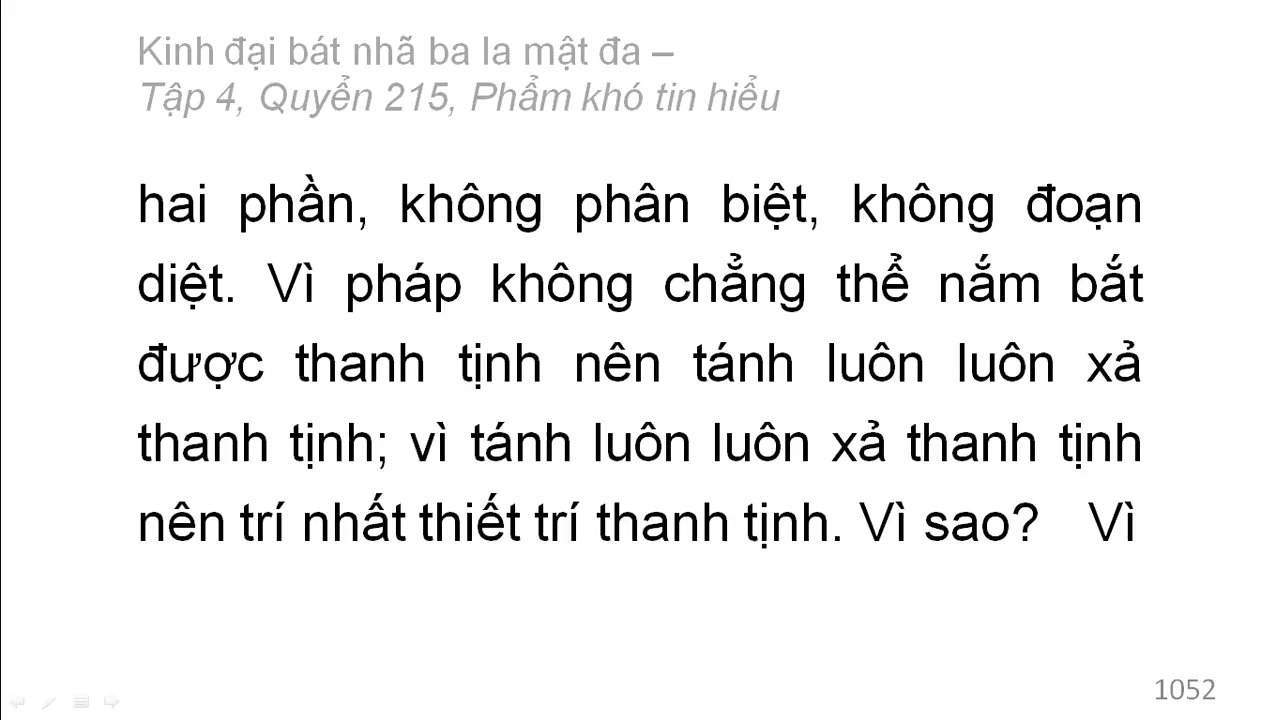 Kinh đại bát nhã ba la mật đa –
Tập 4, Quyển 215, Phẩm khó tin hiểu
hai phần, không phân biệt, không đoạn
diệt. Vì pháp không chẳng thể nắm bắt
được thanh tịnh nên tánh luôn luôn xả
thanh tịnh; vì tánh luôn luôn xả thanh tịnh
nên trí nhất thiết trí thanh tịnh. Vì sao? Vì
1052